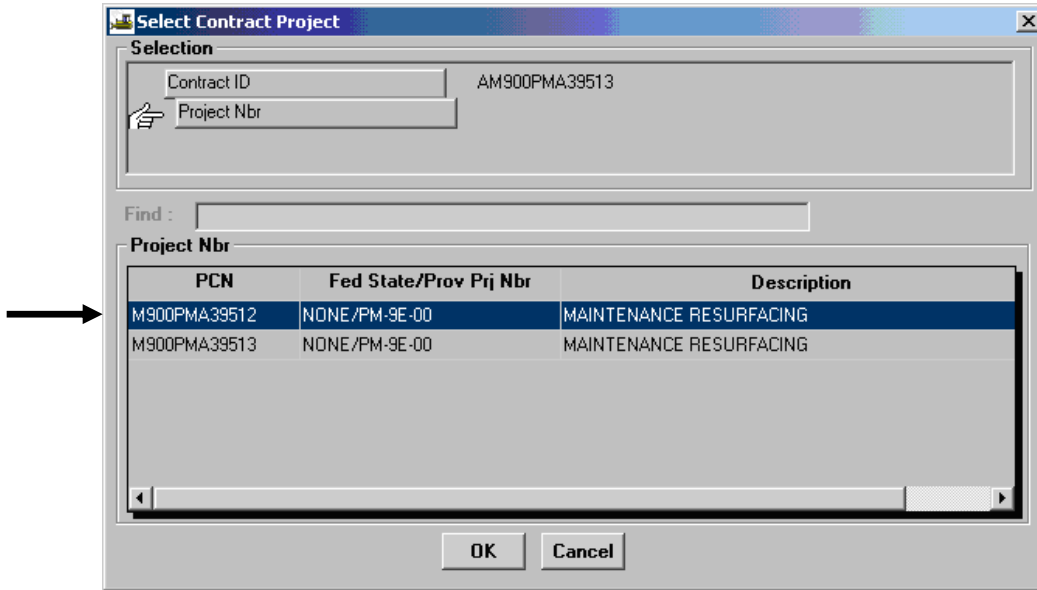 Select Contract Project
Selection
Contract ID AM900PMA39513
Project Nbr
Find :
Project Nbr
PCN Fed State/Prov Prj Nbr Description
M900PMA39512 NONE/PM-9E-00 MAINTENANCE RESURFACING
M900PMA39513 NONE/PM-9E-00 MAINTENANCE RESURFACING
OK Cancel